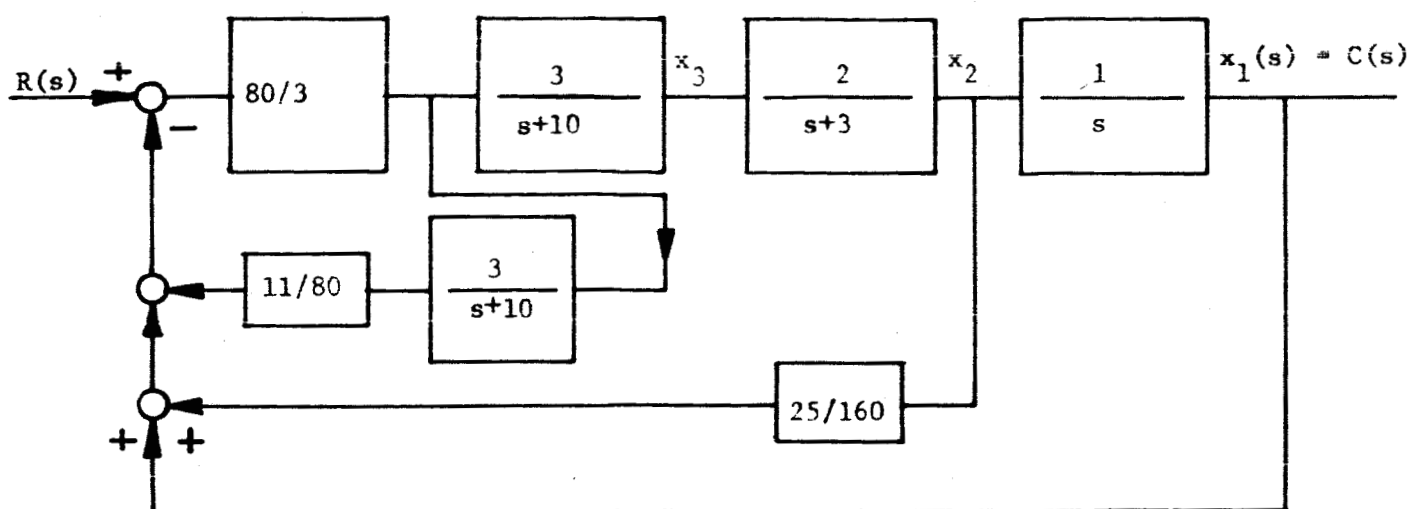 R(s)
+
−
80/3
3
s+10
x3
2
s+3
x2
1
s
x1(s) = C(s)
11/80
3
s+10
25/160
+ +